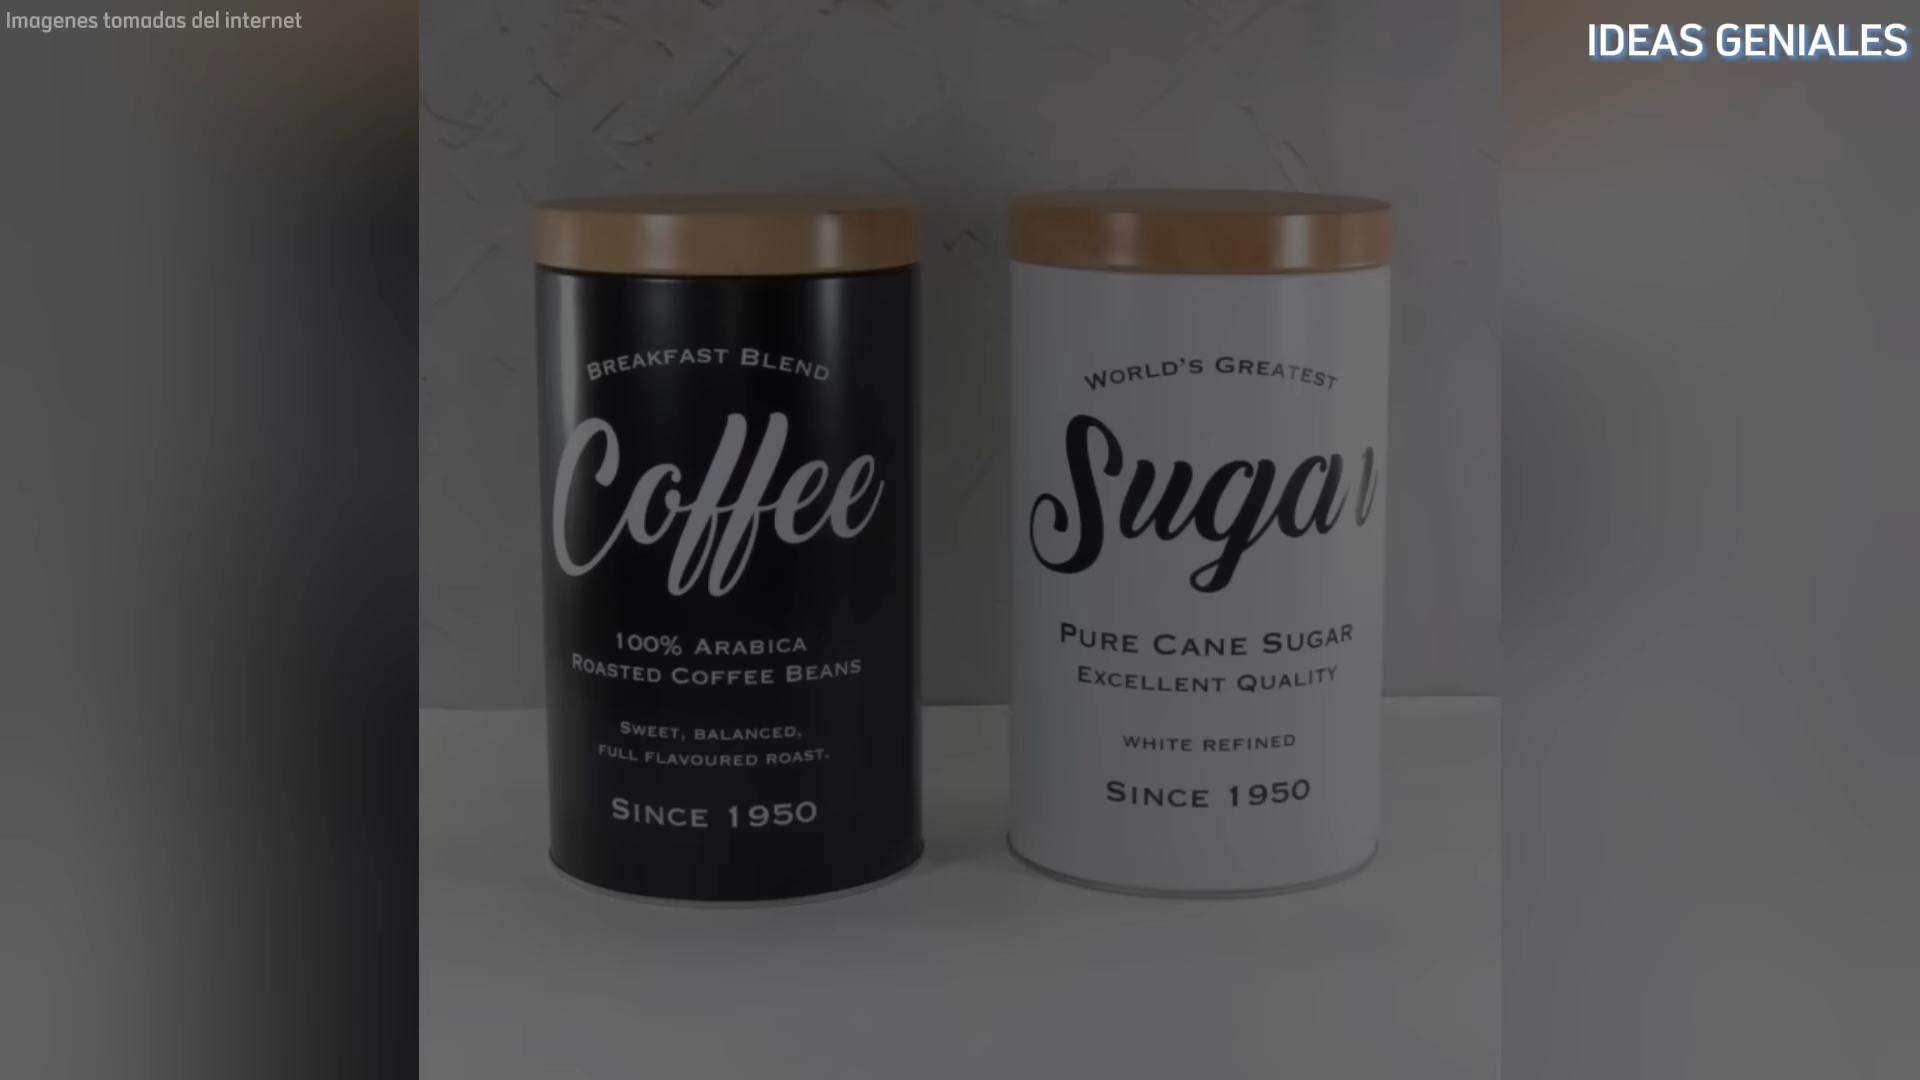 Imagenes tomadas del internet
IDEAS GENIALES
BREAKFAST BLEND
Coffee
100% ARABICA
ROASTED COFFEE BEANS
SWEET, BALANCED,
FULL FLAVOURED ROAST.
SINCE 1950
WORLD'S GREATEST
Sugar
PURE CANE SUGAR
EXCELLENT QUALITY
WHITE REFINED
SINCE 1950